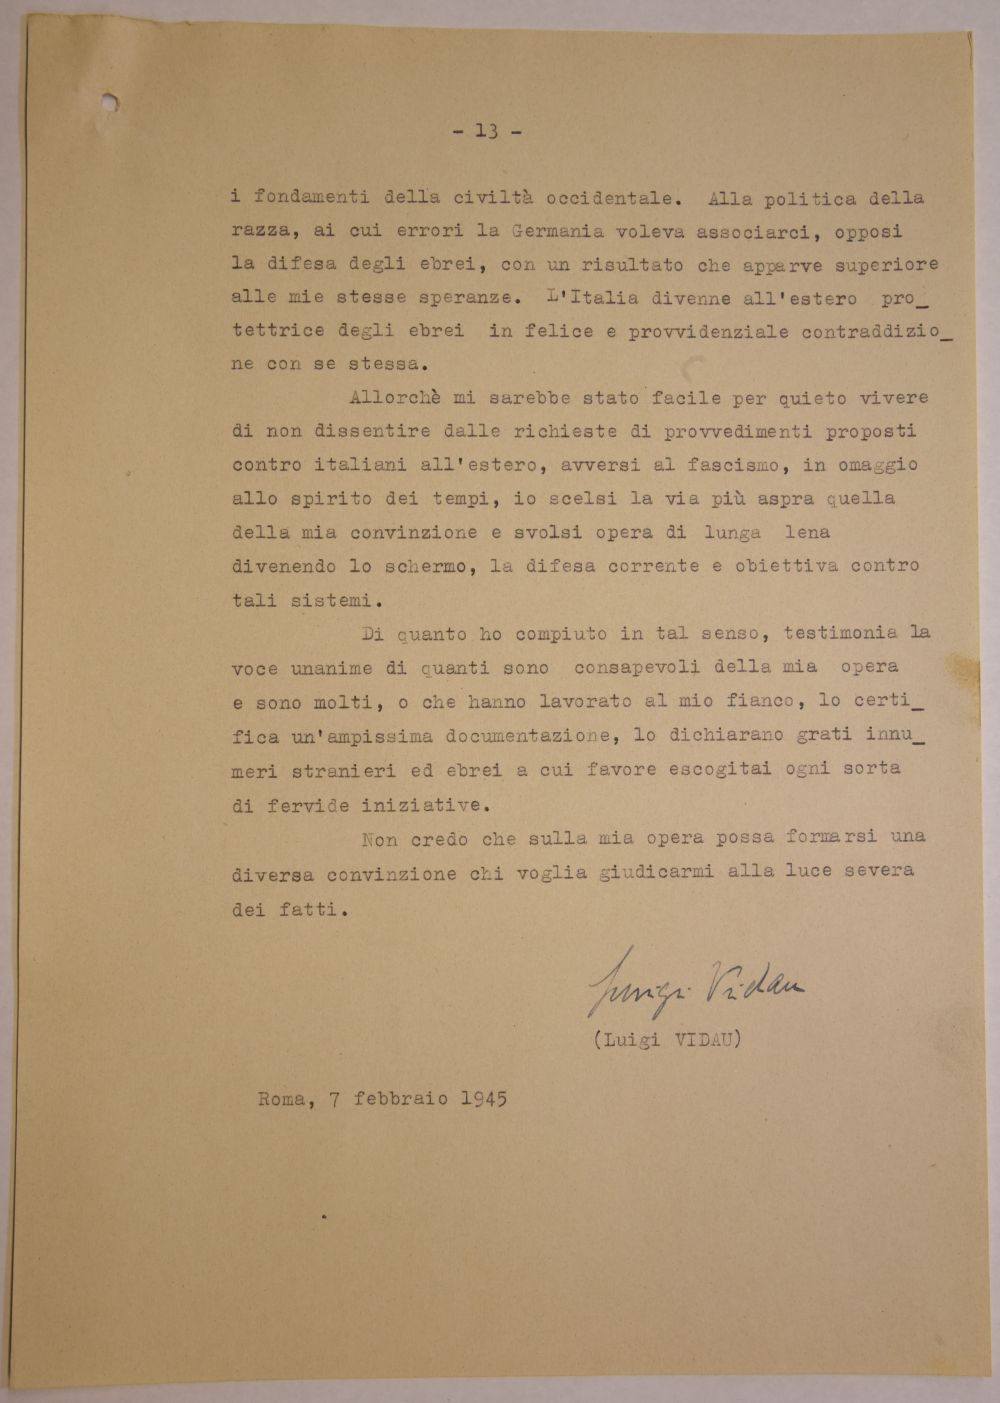 - 13 -
i fondamenti della civiltà occidentale. Alla politica della
razza, ai cui errori la Germania voleva associarci, opposi
la difesa degli ebrei, con un risultato che apparve superiore
alle mie stesse speranze. L'Italia divenne all'estero pro_
tettrice degli ebrei in felice e provvidenziale contraddizio_
ne con se stessa.
Allorchè mi sarebbe stato facile per quieto vivere
di non dissentire dalle richieste di provvedimenti proposti
contro italiani all'estero, avversi al fascismo, in omaggio
allo spirito dei tempi, io scelsi la via più aspra quella
della mia convinzione e svolsi opera di lunga lena
divenendo lo schermo, la difesa corrente e obiettiva contro
tali sistemi.
Di quanto ho compiuto in tal senso, testimonia la
voce unanime di quanti sono consapevoli della mia opera
e sono molti, o che hanno lavorato al mio fianco, lo certi_
fica un'ampissima documentazione, lo dichiarano grati innu_
meri stranieri ed ebrei a cui favore escogitai ogni sorta
di fervide iniziative.
Non credo che sulla mia opera possa formarsi una
diversa convinzione chi voglia giudicarmi alla luce severa
dei fatti.
Luigi Vidau
(Luigi VIDAU)
Roma, 7 febbraio 1945